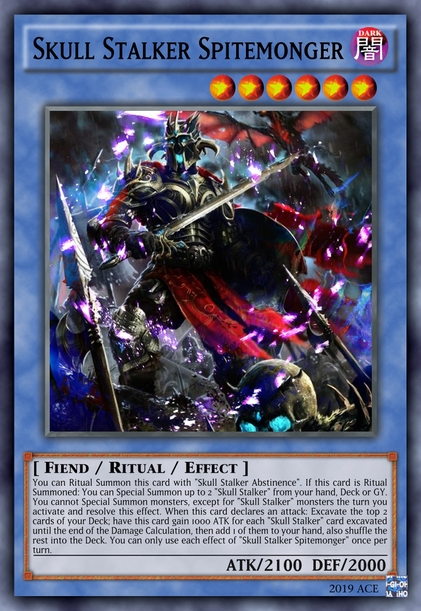 SKULL STALKER SPITEMONGER
DARK
闇
[ FIEND / RITUAL / EFFECT ]
You can Ritual Summon this card with "Skull Stalker Abstinence". If this card is Ritual
Summoned: You can Special Summon up to 2 "Skull Stalker" from your hand, Deck or GY.
You cannot Special Summon monsters, except for "Skull Stalker" monsters the turn you
activate and resolve this effect. When this card declares an attack: Excavate the top 2
cards of your Deck; have this card gain 1000 ATK for each "Skull Stalker" card excavated
until the end of the Damage Calculation, then add 1 of them to your hand, also shuffle the
rest into the Deck. You can only use each effect of "Skull Stalker Spitemonger" once per
turn.
ATK/2100 DEF/2000
2019 ACE